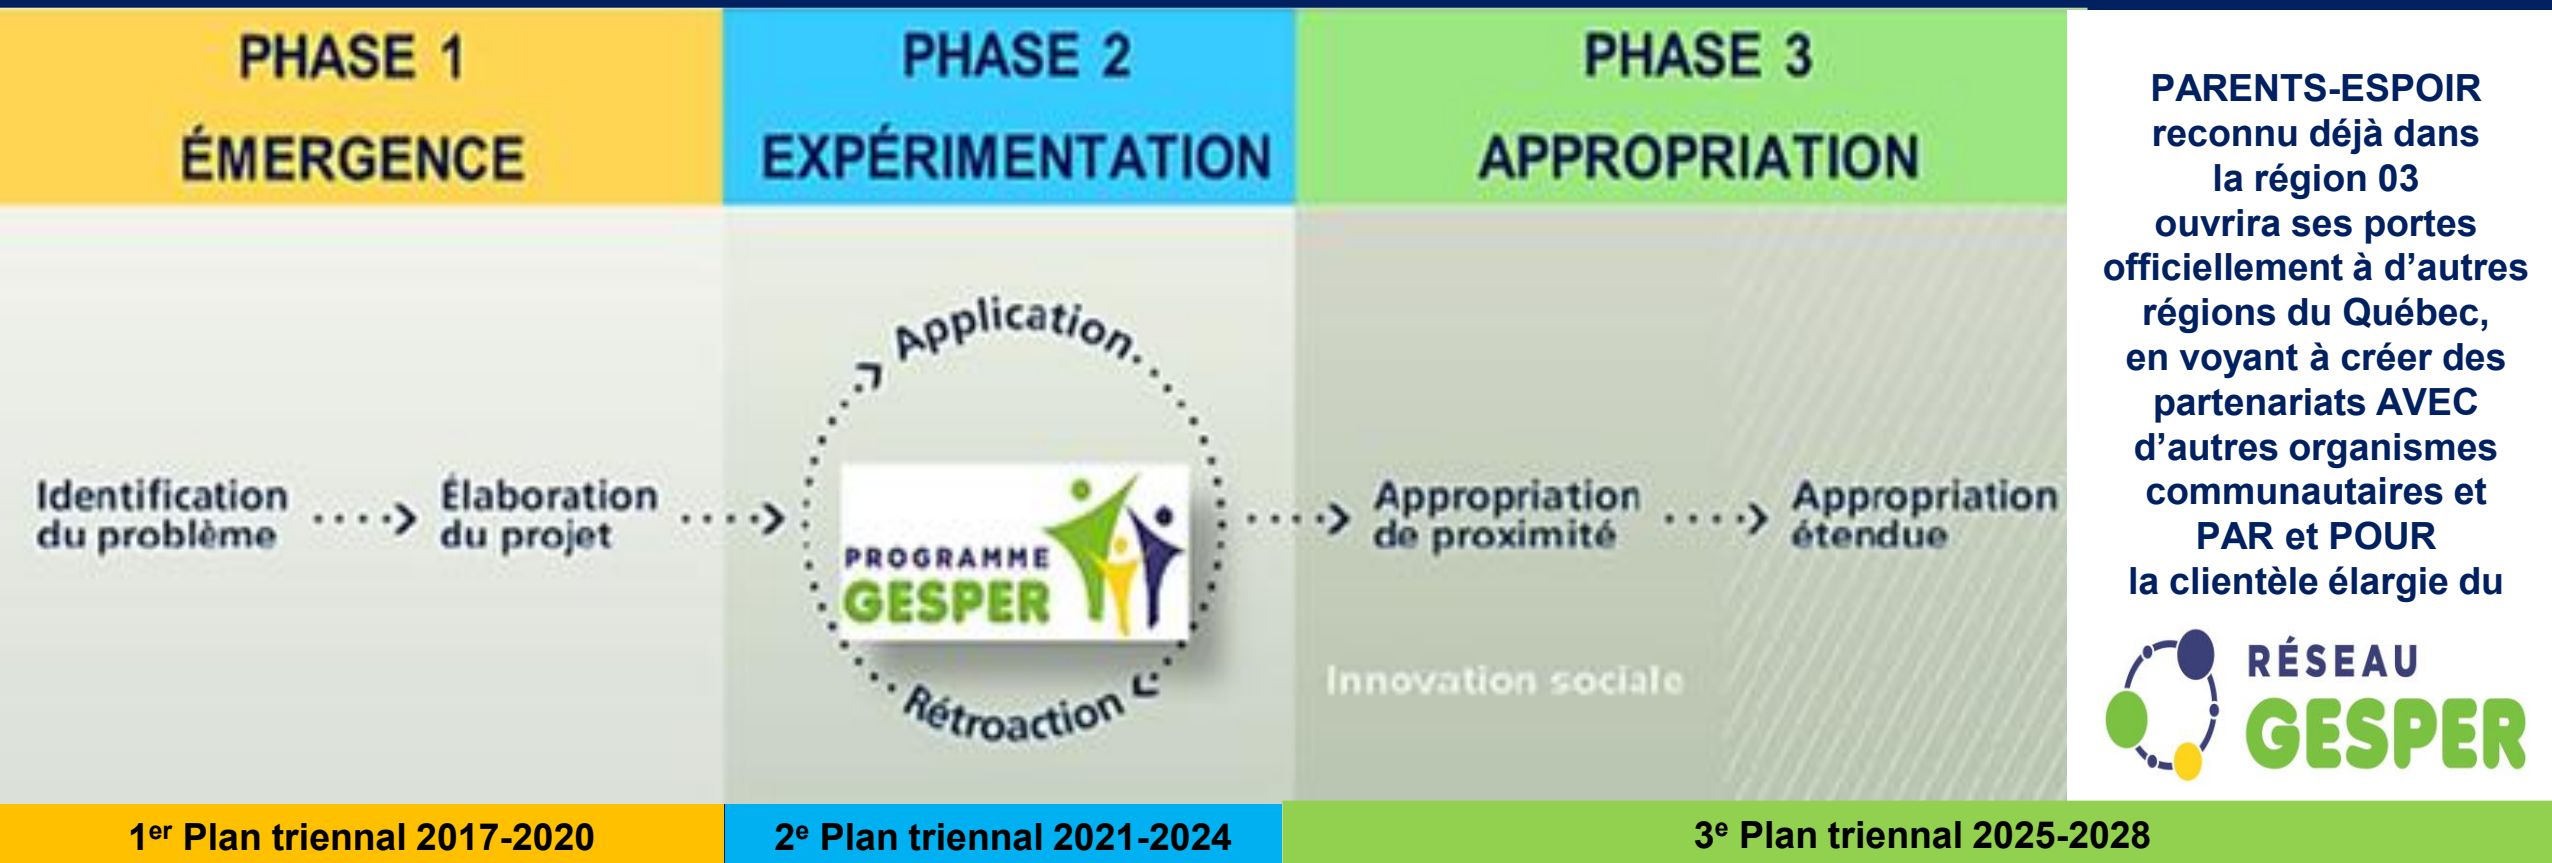 PHASE 1
ÉMERGENCE
PHASE 2
EXPÉRIMENTATION
PHASE 3
APPROPRIATION
Identification
du problème
Élaboration
du projet
Application
PROGRAMME
GESPER
Rétroaction
Appropriation
de proximité
Appropriation
étendue
Innovation sociale
PARENTS-ESPOIR
reconnu déjà dans
la région 03
ouvrira ses portes
officiellement à d’autres
régions du Québec,
en voyant à créer des
partenariats AVEC
d’autres organismes
communautaires et
PAR et POUR
la clientèle élargie du
RÉSEAU
GESPER
1er Plan triennal 2017-2020
2e Plan triennal 2021-2024
3e Plan triennal 2025-2028